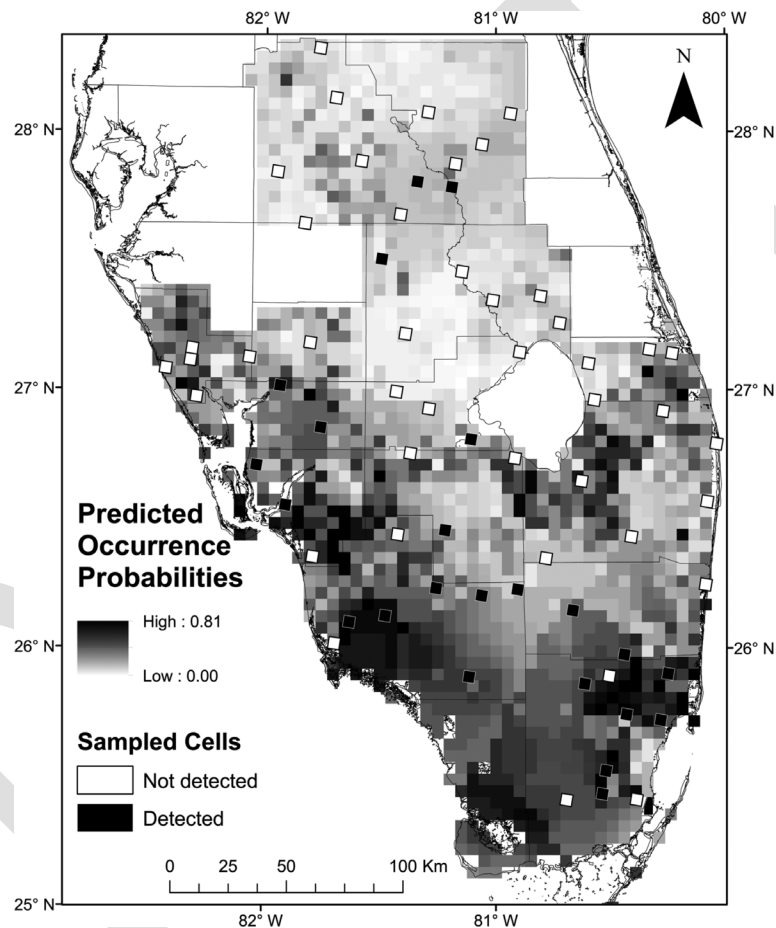 82° W 81° W 80° W
N
28° N 28° N
27° N 27° N
Predicted
Occurrence
Probabilities
High : 0.81
Low : 0.00
26° N 26° N
Sampled Cells
Not detected
Detected
0 25 50 100 Km
25° N 25° N
82° W 81° W